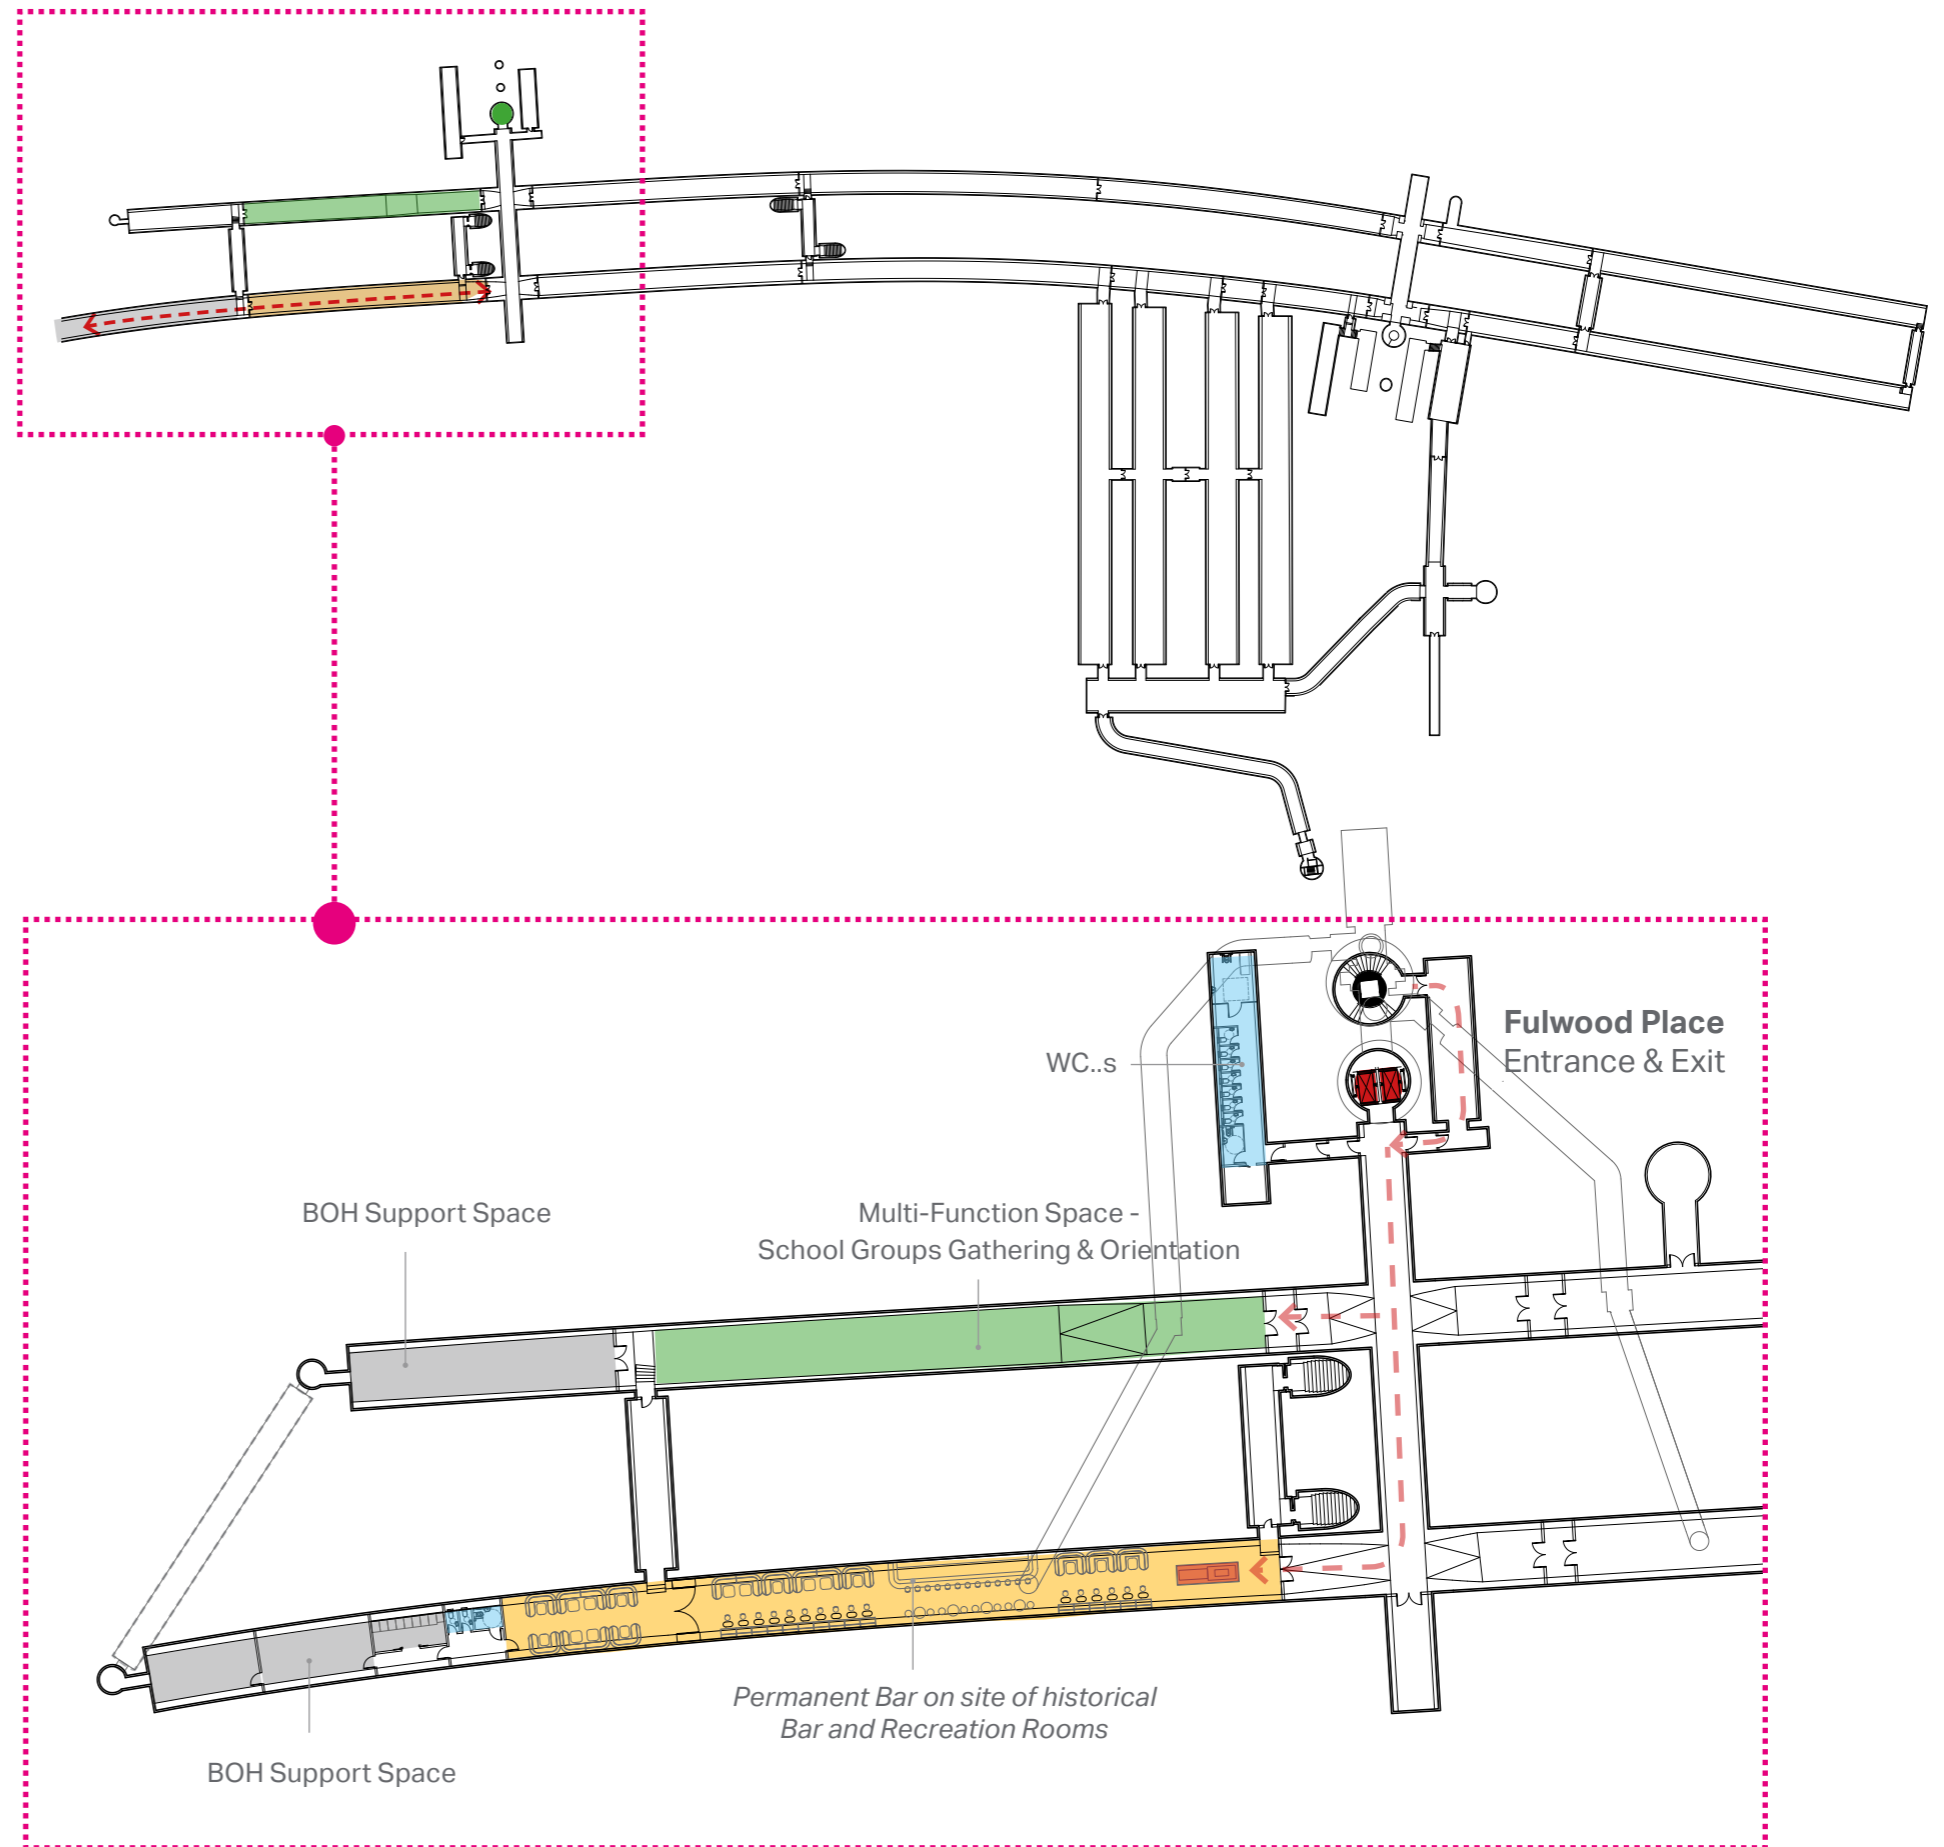 Fulwood Place
Entrance & Exit
WC..s
BOH Support Space
Multi-Function Space -
School Groups Gathering & Orientation
Permanent Bar on site of historical
Bar and Recreation Rooms
BOH Support Space